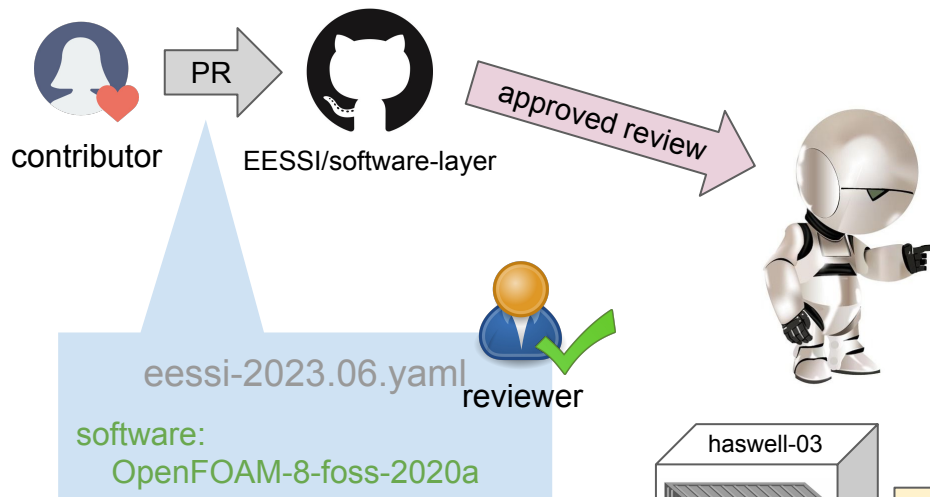 PR
contributor
EESSI/software-layer
approved review
eessi-2023.06.yaml
reviewer
software:
OpenFOAM-8-foss-2020a
haswell-03